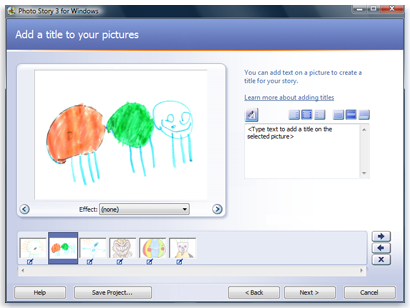 Photo Story 3 for Windows
Add a title to your pictures
You can add text on a picture to create a
title for your story.
Learn more about adding titles
<Type text to add a title on the
selected picture>
Effect: (none)
Help
Save Project...
< Back
Next >
Cancel